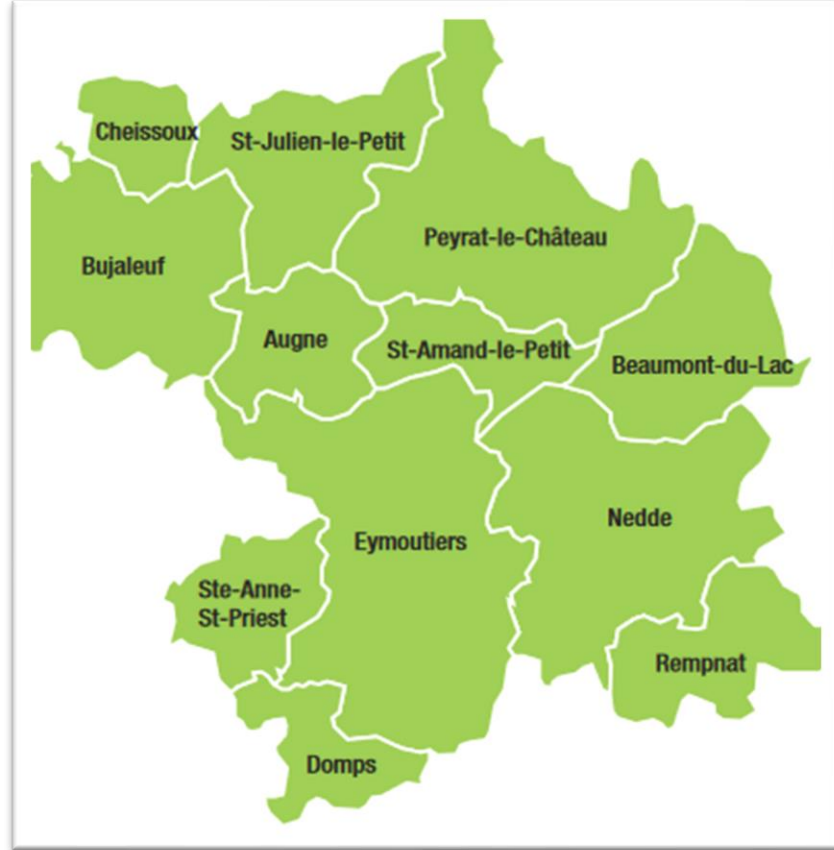 Cheissoux
St-Julien-le-Petit
Peyrat-le-Château
Bujaleuf
Augne
St-Amand-le-Petit
Beaumont-du-Lac
Nedde
Eymoutiers
Ste-Anne-
St-Priest
Rempnat
Domps